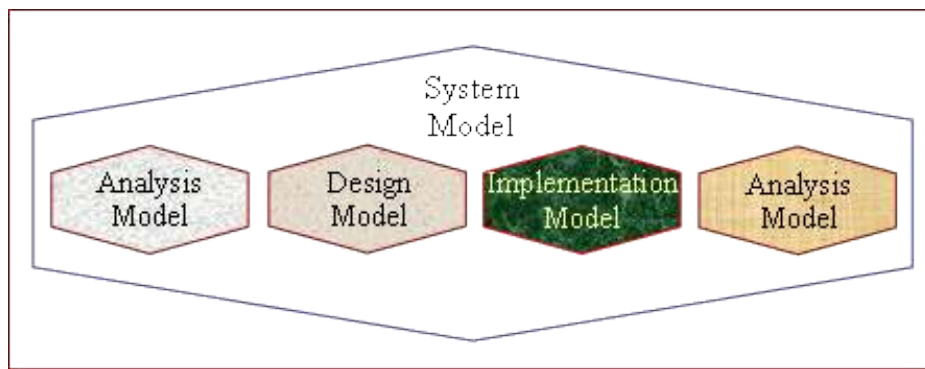 System
Model
Analysis
Model
Design
Model
Implementation
Model
Analysis
Model